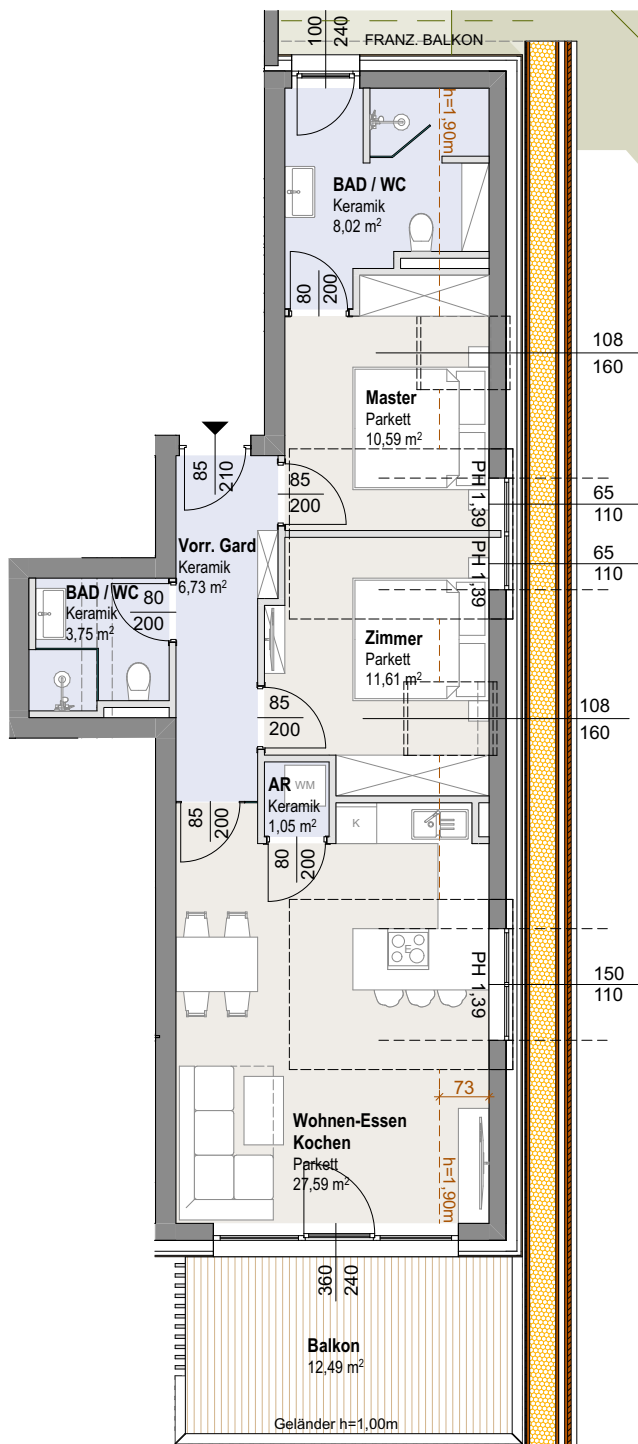 100
240
FRANZ. BALKON
h=1,90m
BAD / WC
Keramik
8,02 m²
80
200
108
160
Master
Parkett
10,59 m²
85
210
85
200
PH 1,39
65
110
Vorr. Gard
Keramik
6,73 m²
PH 1,39
65
110
BAD / WC
Keramik
3,75 m²
80
200
Zimmer
Parkett
11,61 m²
85
200
108
160
AR
Keramik
1,05 m²
WM
85
200
80
200
K
E
PH 1,39
150
110
73
Wohnen-Essen
Kochen
Parkett
27,59 m²
h=1,90m
360
240
Balkon
12,49 m²
Geländer h=1,00m